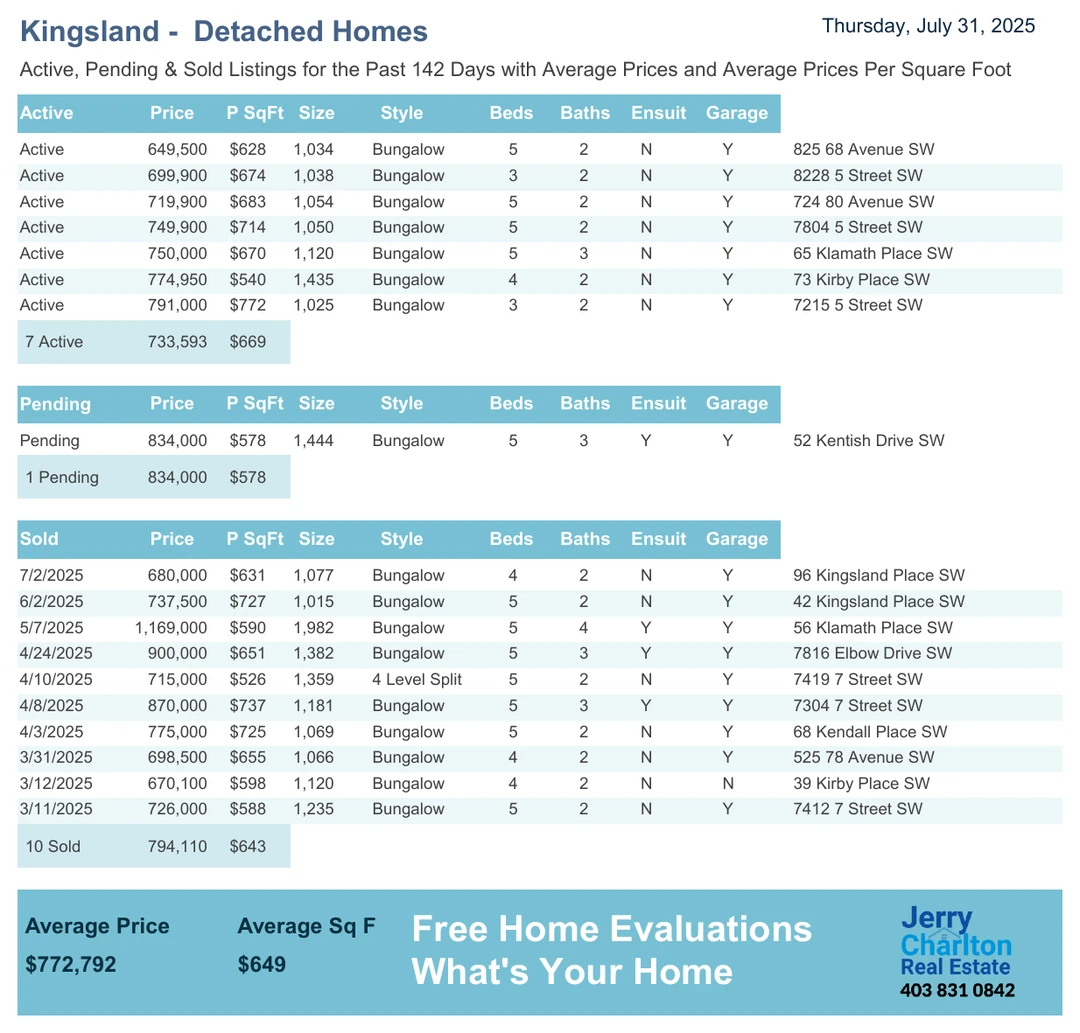 Kingsland - Detached Homes
Thursday, July 31, 2025
Active, Pending & Sold Listings for the Past 142 Days with Average Prices and Average Prices Per Square Foot
Active Price P SqFt Size Style Beds Baths Ensuit Garage
Active 649,500 $628 1,034 Bungalow 5 2 N Y 825 68 Avenue SW
Active 699,900 $674 1,038 Bungalow 3 2 N Y 8228 5 Street SW
Active 719,900 $683 1,054 Bungalow 5 2 N Y 724 80 Avenue SW
Active 749,900 $714 1,050 Bungalow 5 2 N Y 7804 5 Street SW
Active 750,000 $670 1,120 Bungalow 5 3 N Y 65 Klamath Place SW
Active 774,950 $540 1,435 Bungalow 4 2 N Y 73 Kirby Place SW
Active 791,000 $772 1,025 Bungalow 3 2 N Y 7215 5 Street SW
7 Active 733,593 $669
Pending Price P SqFt Size Style Beds Baths Ensuit Garage
Pending 834,000 $578 1,444 Bungalow 5 3 Y Y 52 Kentish Drive SW
1 Pending 834,000 $578
Sold Price P SqFt Size Style Beds Baths Ensuit Garage
7/2/2025 680,000 $631 1,077 Bungalow 4 2 N Y 96 Kingsland Place SW
6/2/2025 737,500 $727 1,015 Bungalow 5 2 N Y 42 Kingsland Place SW
5/7/2025 1,169,000 $590 1,982 Bungalow 5 4 Y Y 56 Klamath Place SW
4/24/2025 900,000 $651 1,382 Bungalow 5 3 Y Y 7816 Elbow Drive SW
4/10/2025 715,000 $526 1,359 4 Level Split 5 2 N Y 7419 7 Street SW
4/8/2025 870,000 $737 1,181 Bungalow 5 3 Y Y 7304 7 Street SW
4/3/2025 775,000 $725 1,069 Bungalow 5 2 N Y 68 Kendall Place SW
3/31/2025 698,500 $655 1,066 Bungalow 4 2 N Y 525 78 Avenue SW
3/12/2025 670,100 $598 1,120 Bungalow 4 2 N N 39 Kirby Place SW
3/11/2025 726,000 $588 1,235 Bungalow 5 2 N Y 7412 7 Street SW
10 Sold 794,110 $643
Average Price Average Sq F
$772,792 $649
Free Home Evaluations
What's Your Home
Jerry
Charlton
Real Estate
403 831 0842